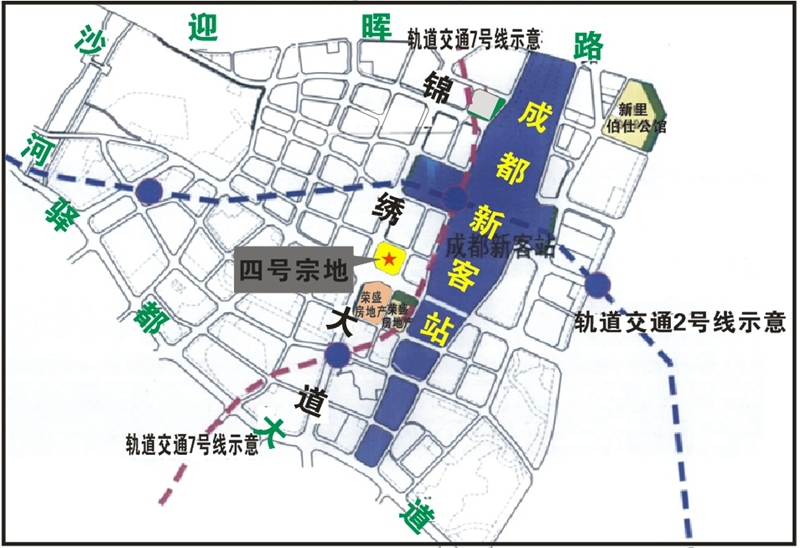 沙
迎晖路
轨道交通7号线示意
新里
伯仕公馆
河
锦绣大道
成都新客站
成都新客站
驿都大道
四号宗地
荣盛
房地产
荣盛
房地产
轨道交通2号线示意
轨道交通7号线示意